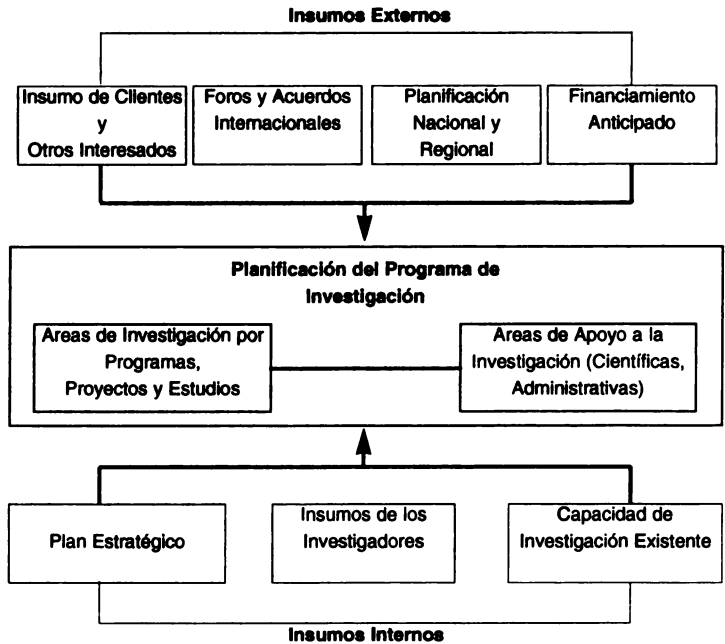 Insumos Externos
Insumo de Clientes
y
Otros Interesados
Foros y Acuerdos
Internacionales
Planificación
Nacional y
Regional
Financiamiento
Anticipado
Planificación del Programa de
Investigación
Areas de Investigación por
Programas,
Proyectos y Estudios
Areas de Apoyo a la
Investigación (Científicas,
Administrativas)
Plan Estratégico
Insumos de los
Investigadores
Capacidad de
Investigación Existente
Insumos Internos